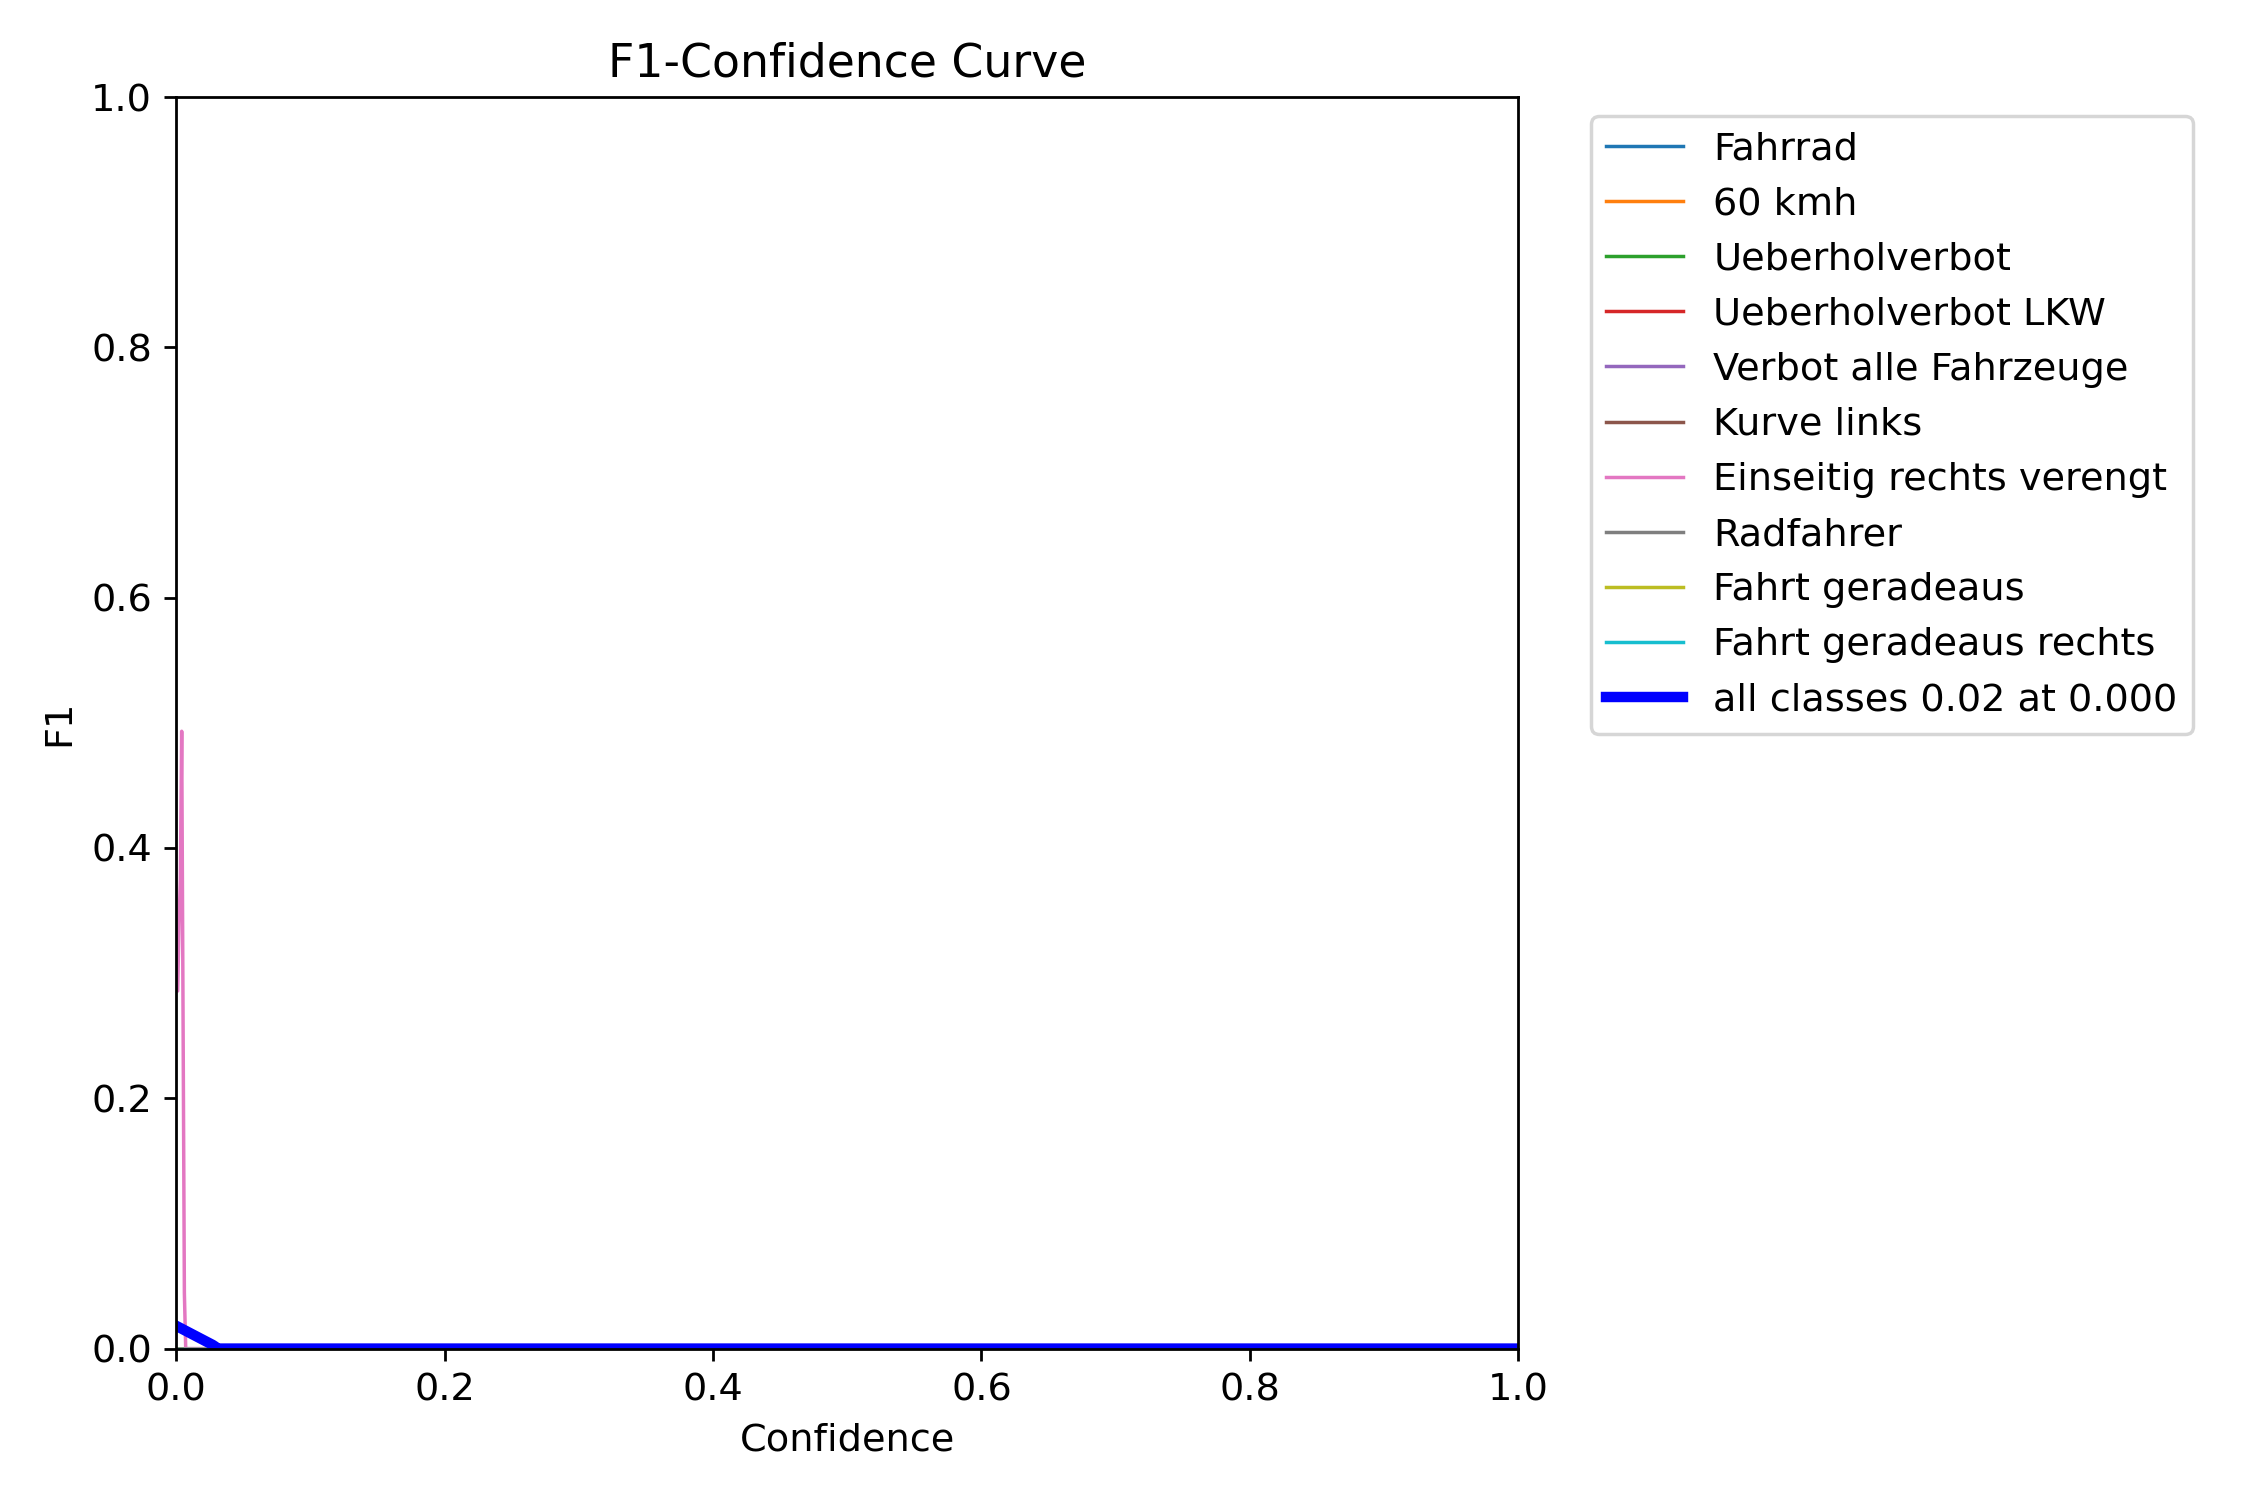 F1-Confidence Curve
1.0
0.8
0.6
0.4
0.2
0.0
F1
0.0 0.2 0.4 0.6 0.8 1.0
Confidence
Fahrrad
60 kmh
Ueberholverbot
Ueberholverbot LKW
Verbot alle Fahrzeuge
Kurve links
Einseitig rechts verengt
Radfahrer
Fahrt geradeaus
Fahrt geradeaus rechts
all classes 0.02 at 0.000